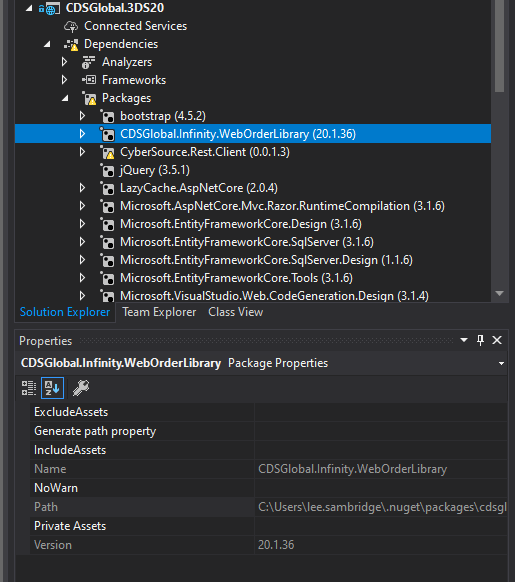 CDSGlobal.3DS20
Connected Services
Dependencies
Analyzers
Frameworks
Packages
bootstrap (4.5.2)
CDSGlobal.Infinity.WebOrderLibrary (20.1.36)
CyberSource.Rest.Client (0.0.1.3)
jQuery (3.5.1)
LazyCache.AspNetCore (2.0.4)
Microsoft.AspNetCore.Mvc.Razor.RuntimeCompilation (3.1.6)
Microsoft.EntityFrameworkCore.Design (3.1.6)
Microsoft.EntityFrameworkCore.SqlServer (3.1.6)
Microsoft.EntityFrameworkCore.SqlServer.Design (1.1.6)
Microsoft.EntityFrameworkCore.Tools (3.1.6)
Microsoft.VisualStudio.Web.CodeGeneration.Design (3.1.4)
Solution Explorer Team Explorer Class View
Properties
CDSGlobal.Infinity.WebOrderLibrary Package Properties
ExcludeAssets
Generate path property
IncludeAssets
Name CDSGlobal.Infinity.WebOrderLibrary
NoWarn
Path C:\Users\lee.sambridge\.nuget\packages\cdsgl
Private Assets
Version 20.1.36